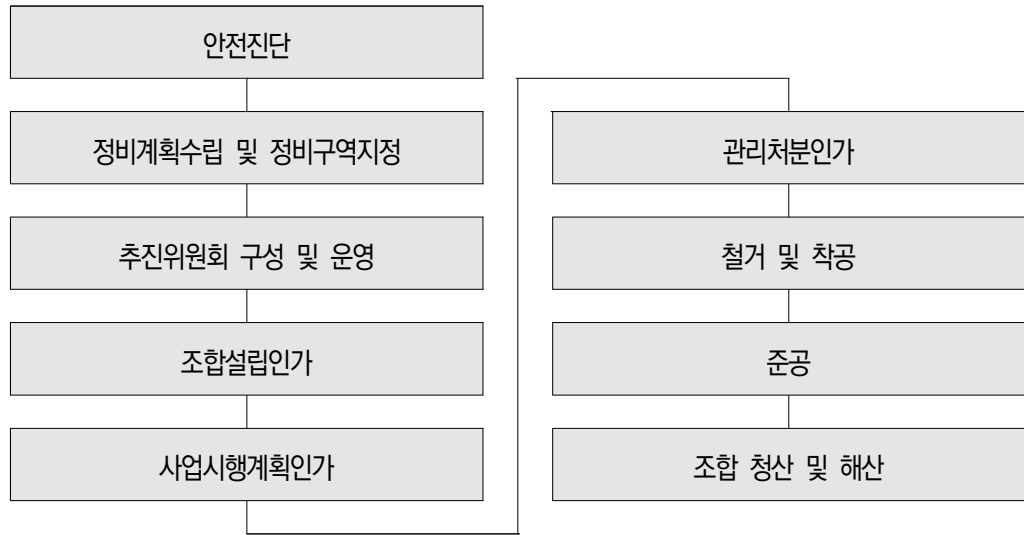 안전진단
정비계획수립 및 정비구역지정
추진위원회 구성 및 운영
조합설립인가
사업시행계획인가
관리처분인가
철거 및 착공
준공
조합 청산 및 해산